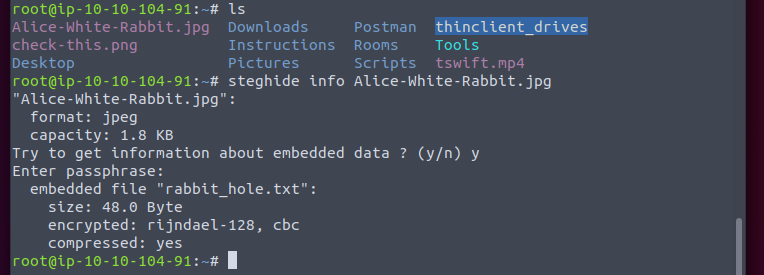 root@ip-10-10-104-91:~# ls
Alice-White-Rabbit.jpg  Downloads     Postman  thinclient_drives
check-this.png          Instructions  Rooms    Tools
Desktop                 Pictures      Scripts  tswift.mp4
root@ip-10-10-104-91:~# steghide info Alice-White-Rabbit.jpg
"Alice-White-Rabbit.jpg":
  format: jpeg
  capacity: 1.8 KB
Try to get information about embedded data ? (y/n) y
Enter passphrase:
  embedded file "rabbit_hole.txt":
    size: 48.0 Byte
    encrypted: rijndael-128, cbc
    compressed: yes
root@ip-10-10-104-91:~#